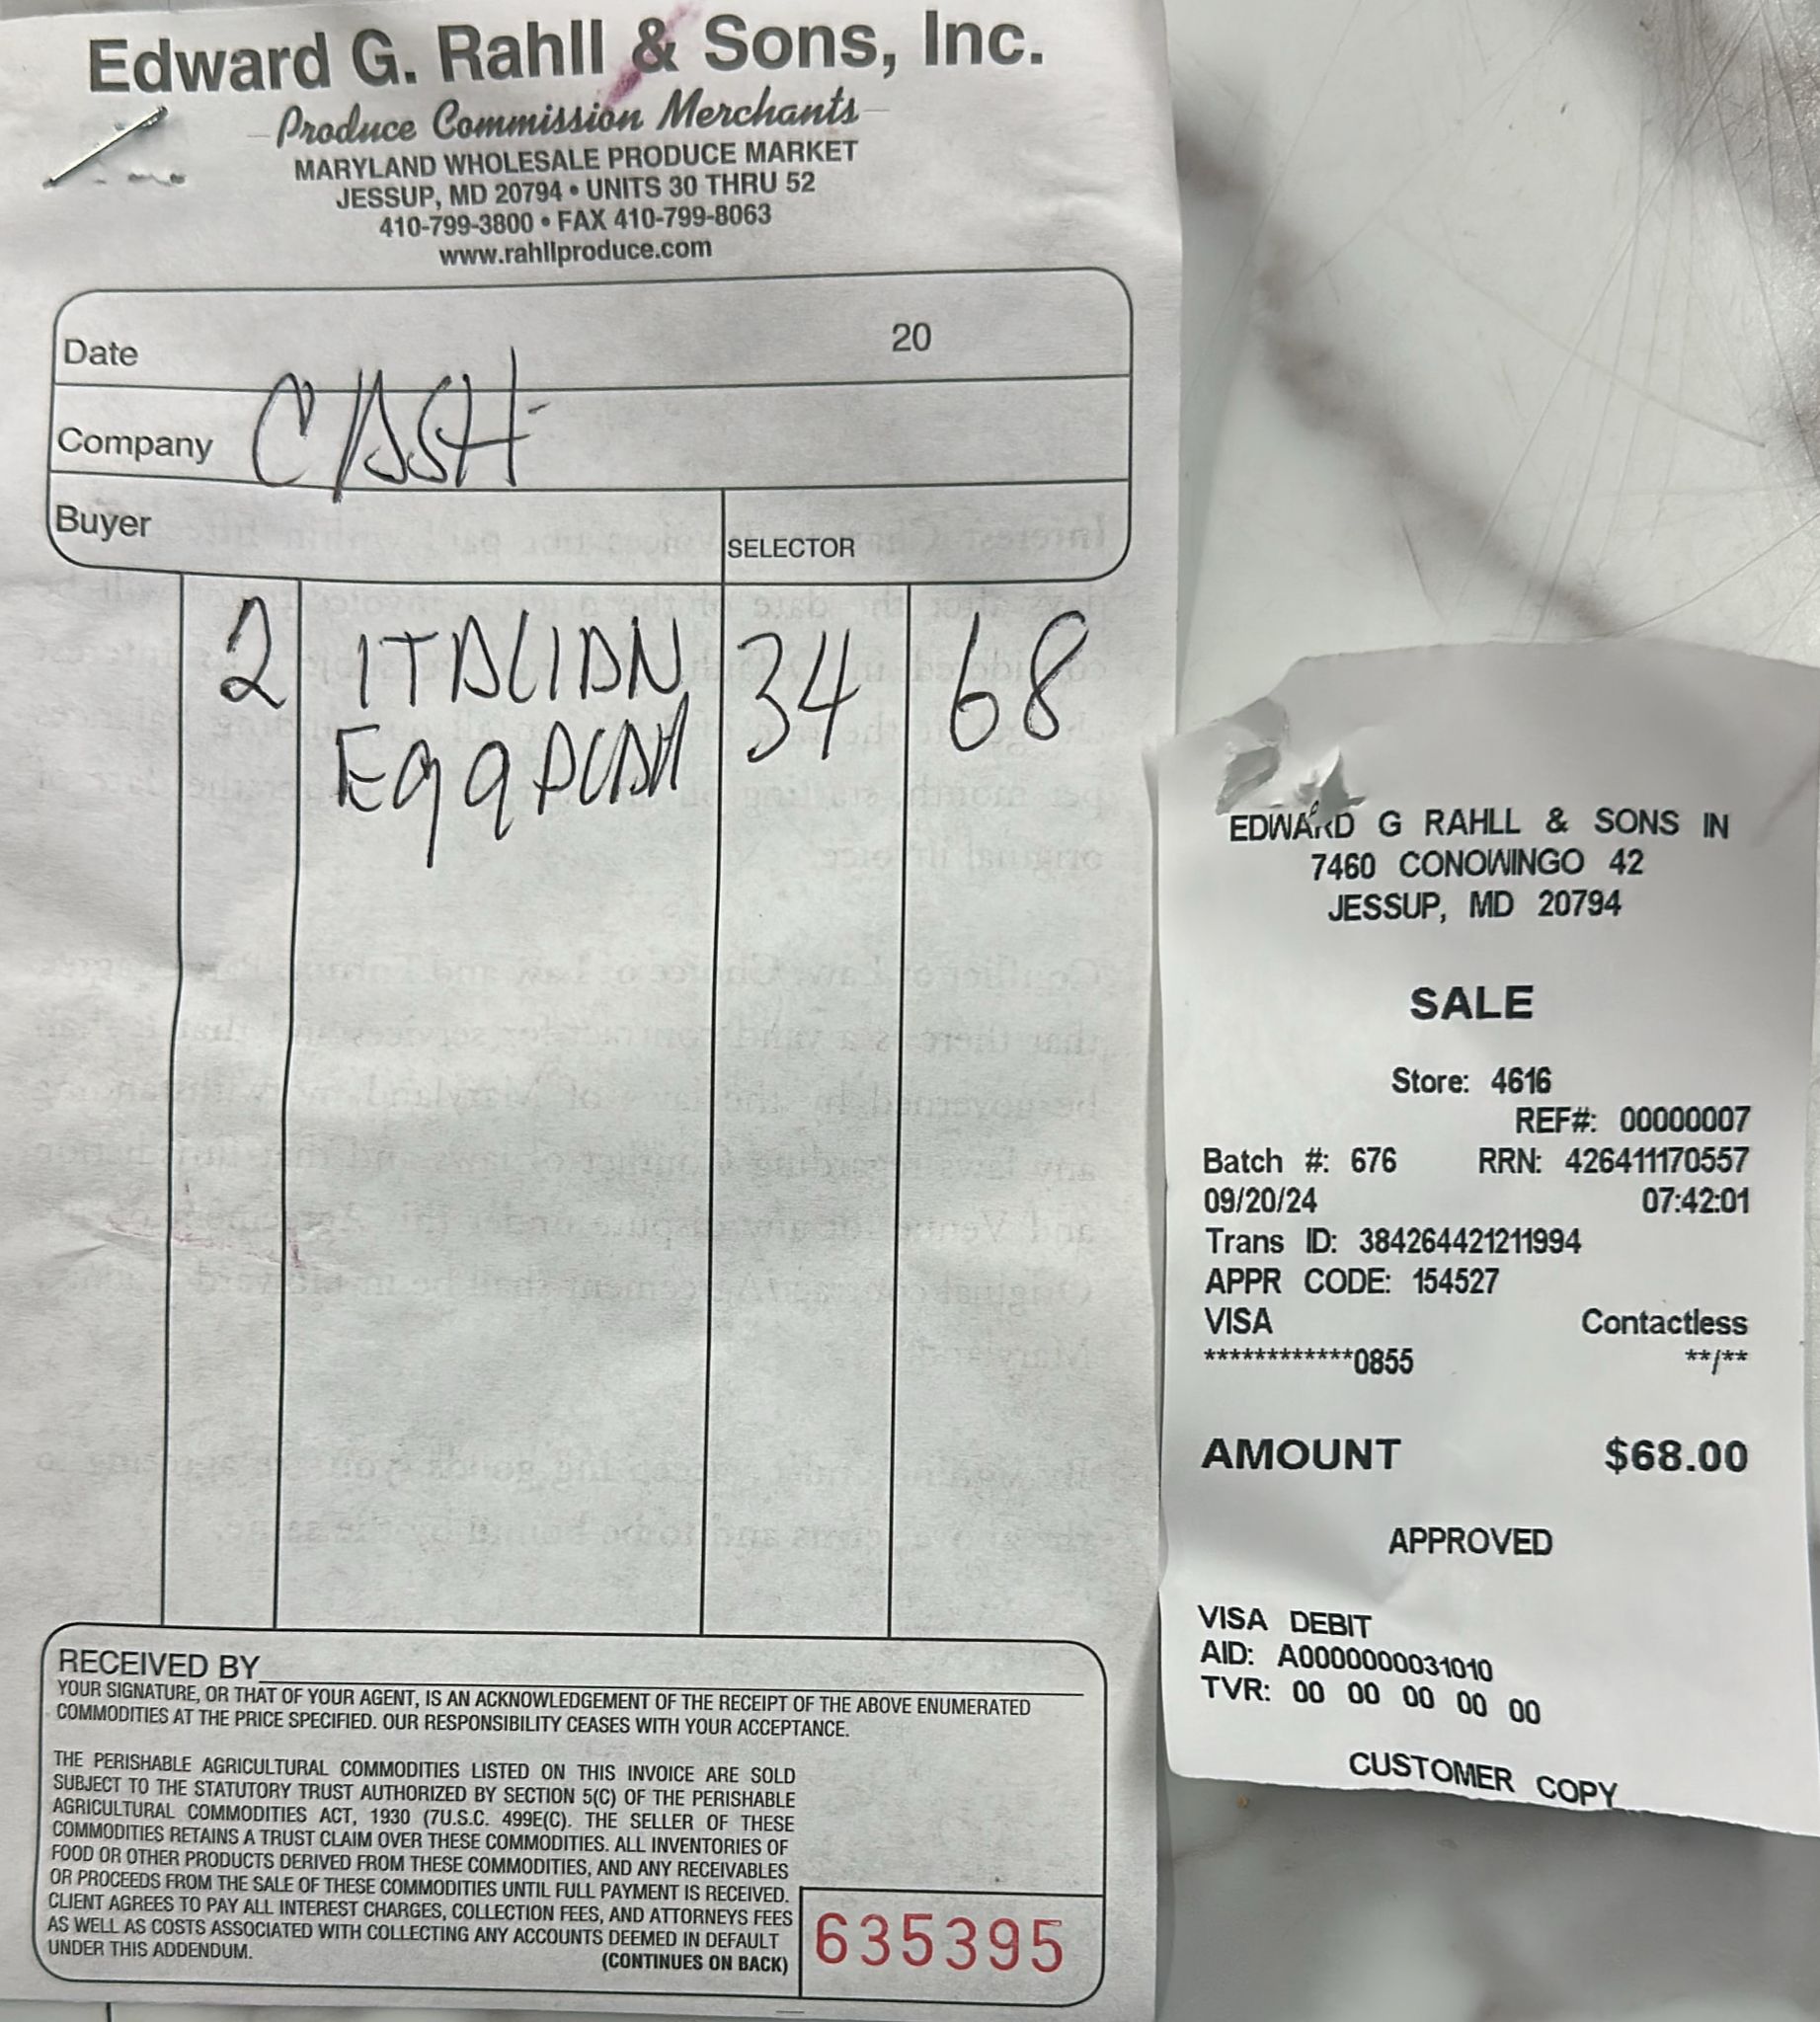 Edward G. Rahll & Sons, Inc.
Produce Commission Merchants
MARYLAND WHOLESALE PRODUCE MARKET
JESSUP, MD 20794 • UNITS 30 THRU 52
410-799-3800 • FAX 410-799-8063
www.rahllproduce.com
Date 20
Company CASH
Buyer
SELECTOR
2 ITALIAN 34 68
Eggplant
RECEIVED BY
YOUR SIGNATURE, OR THAT OF YOUR AGENT, IS AN ACKNOWLEDGEMENT OF THE RECEIPT OF THE ABOVE ENUMERATED
COMMODITIES AT THE PRICE SPECIFIED. OUR RESPONSIBILITY CEASES WITH YOUR ACCEPTANCE.
THE PERISHABLE AGRICULTURAL COMMODITIES LISTED ON THIS INVOICE ARE SOLD
SUBJECT TO THE STATUTORY TRUST AUTHORIZED BY SECTION 5(C) OF THE PERISHABLE
AGRICULTURAL COMMODITIES ACT, 1930 (7U.S.C. 499E(C). THE SELLER OF THESE
COMMODITIES RETAINS A TRUST CLAIM OVER THESE COMMODITIES. ALL INVENTORIES OF
FOOD OR OTHER PRODUCTS DERIVED FROM THESE COMMODITIES, AND ANY RECEIVABLES
OR PROCEEDS FROM THE SALE OF THESE COMMODITIES UNTIL FULL PAYMENT IS RECEIVED.
CLIENT AGREES TO PAY ALL INTEREST CHARGES, COLLECTION FEES, AND ATTORNEYS FEES
AS WELL AS COSTS ASSOCIATED WITH COLLECTING ANY ACCOUNTS DEEMED IN DEFAULT
UNDER THIS ADDENDUM. (CONTINUES ON BACK)
635395
EDWARD G RAHLL & SONS IN
7460 CONOWINGO 42
JESSUP, MD 20794
SALE
Store: 4616
REF#: 00000007
Batch #: 676 RRN: 426411170557
09/20/24 07:42:01
Trans ID: 384264421211994
APPR CODE: 154527
VISA Contactless
************0855 **/**
AMOUNT $68.00
APPROVED
VISA DEBIT
AID: A0000000031010
TVR: 00 00 00 00 00
CUSTOMER COPY